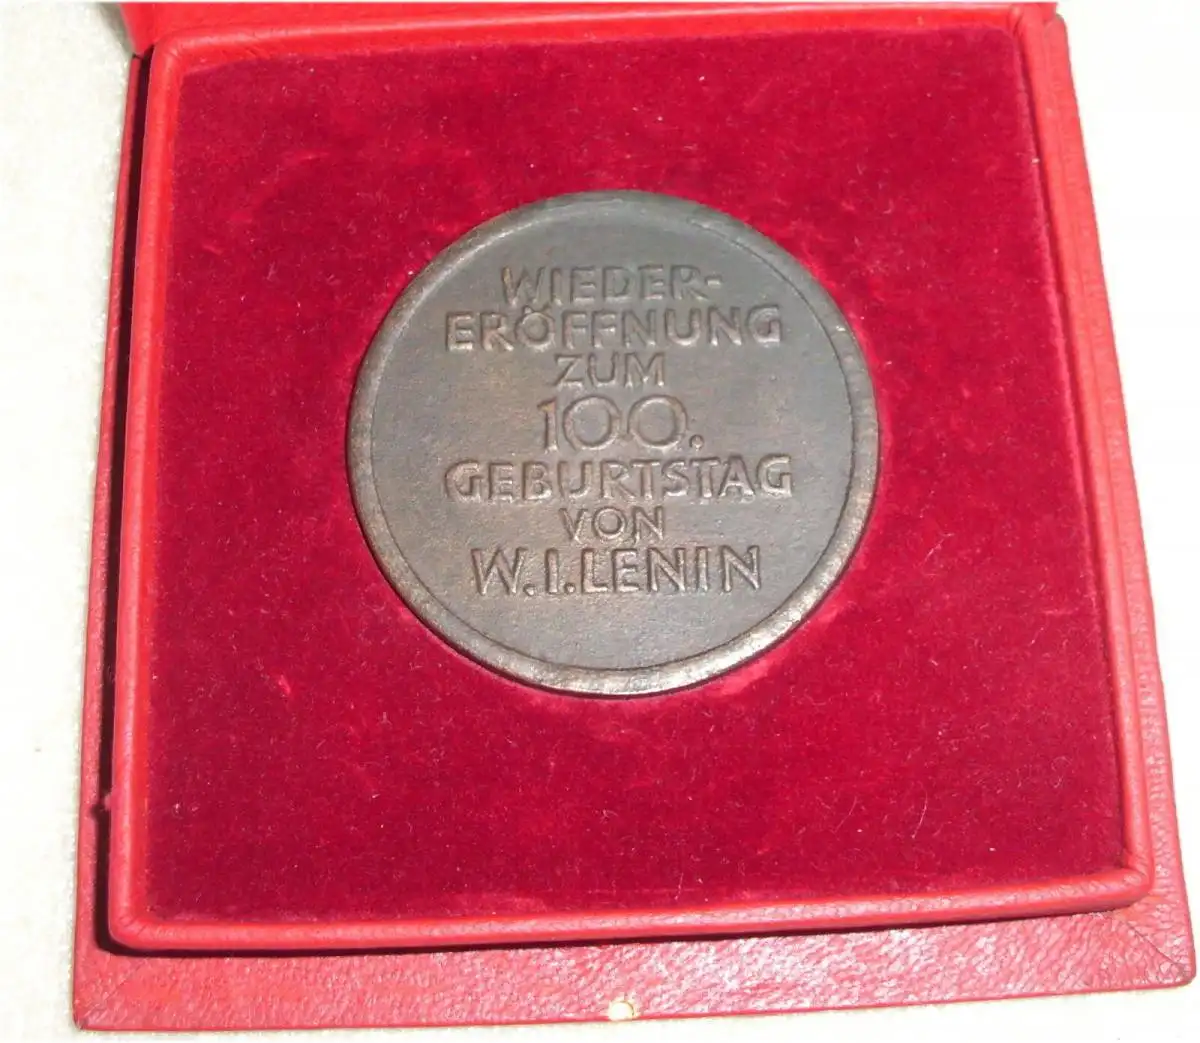 WIEDER-
ERÖFFNUNG
ZUM
100.
GEBURTSTAG
VON
W.I.LENIN